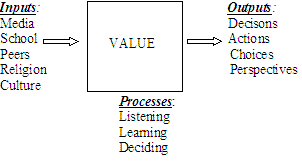 Inputs:
Media
School
Peers
Religion
Culture
VALUE
Outputs:
Decisons
Actions
Choices
Perspectives
Processes:
Listening
Learning
Deciding